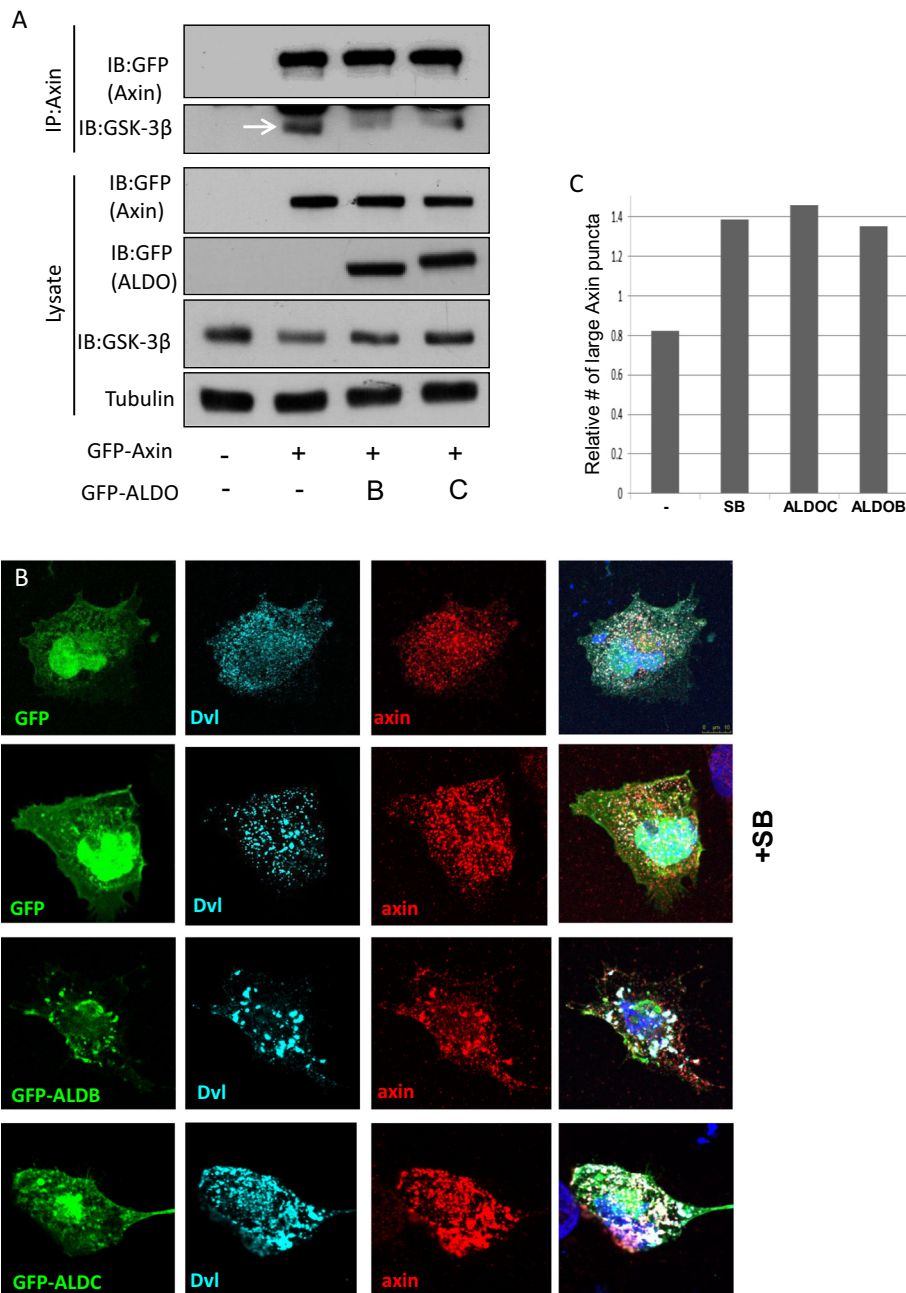 A
IP:Axin
IB:GFP
(Axin)
IB:GSK-3β
Lysate
IB:GFP
(Axin)
IB:GFP
(ALDO)
IB:GSK-3β
Tubulin
GFP-Axin - + + +
GFP-ALDO - - B C
C
Relative # of large Axin puncta
1.4
1.2
1
0.8
0.6
0.4
0.2
0
- SB ALDOC ALDOB
B
GFP Dvl axin
0 µm 10
GFP Dvl axin
+SB
GFP-ALDB Dvl axin
GFP-ALDC Dvl axin